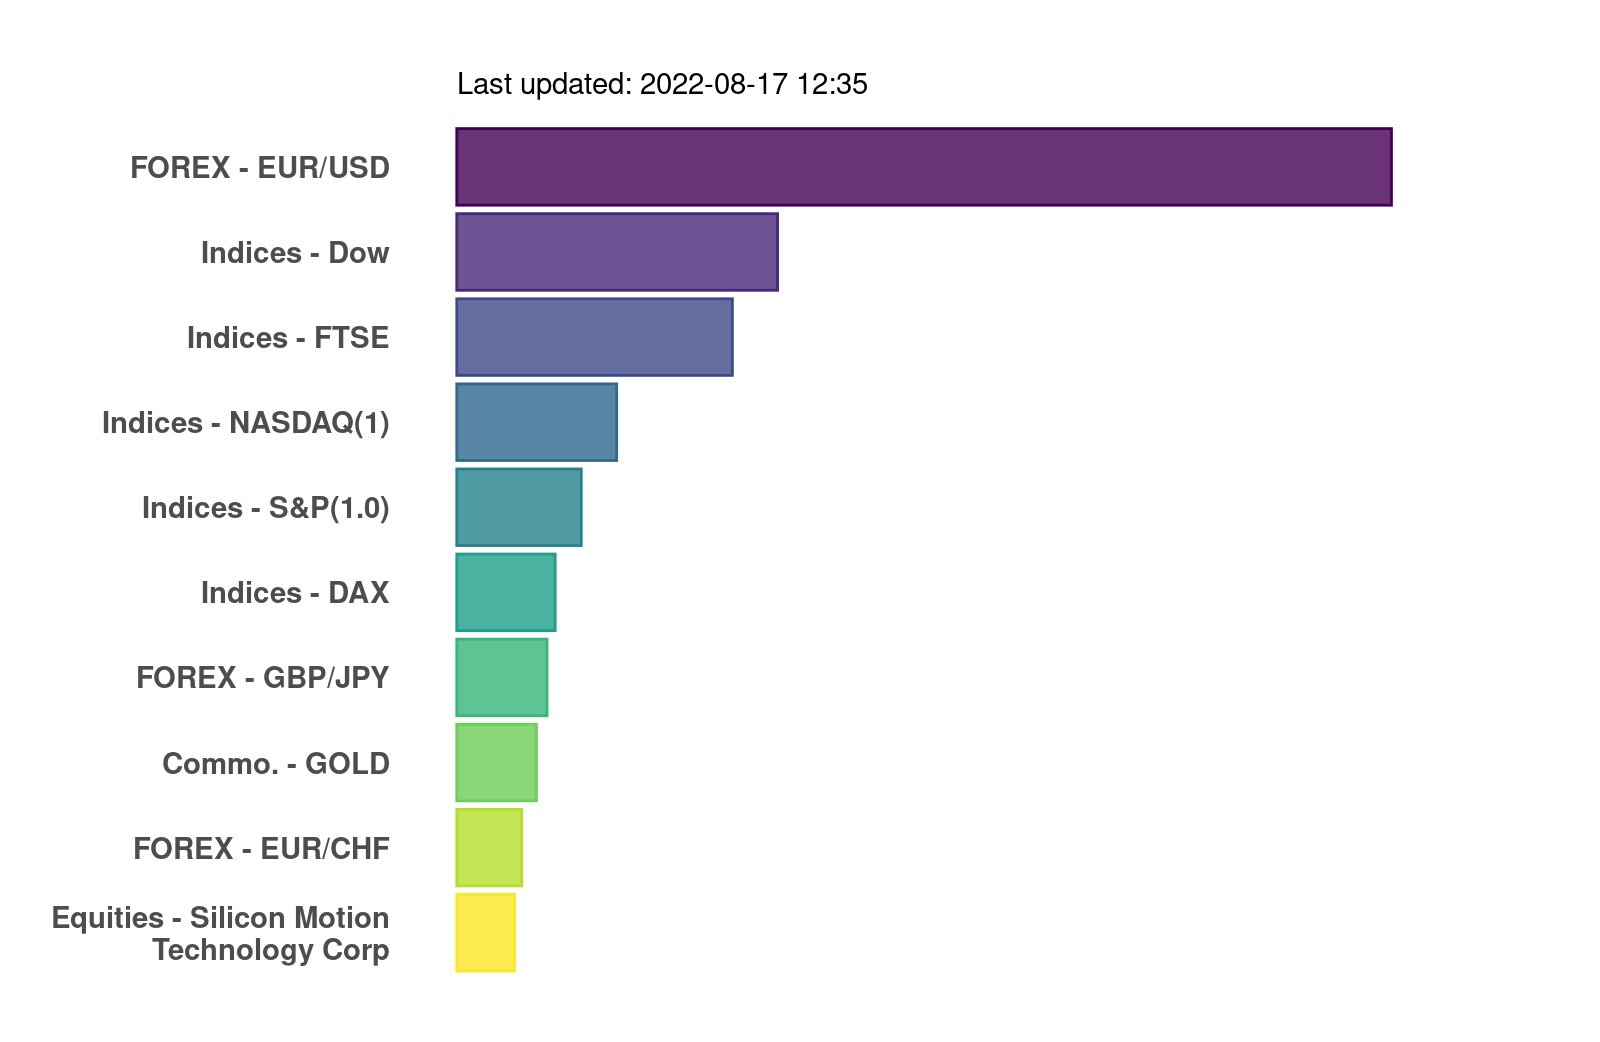 Last updated: 2022-08-17 12:35
FOREX - EUR/USD
Indices - Dow
Indices - FTSE
Indices - NASDAQ(1)
Indices - S&P(1.0)
Indices - DAX
FOREX - GBP/JPY
Commo. - GOLD
FOREX - EUR/CHF
Equities - Silicon Motion
Technology Corp